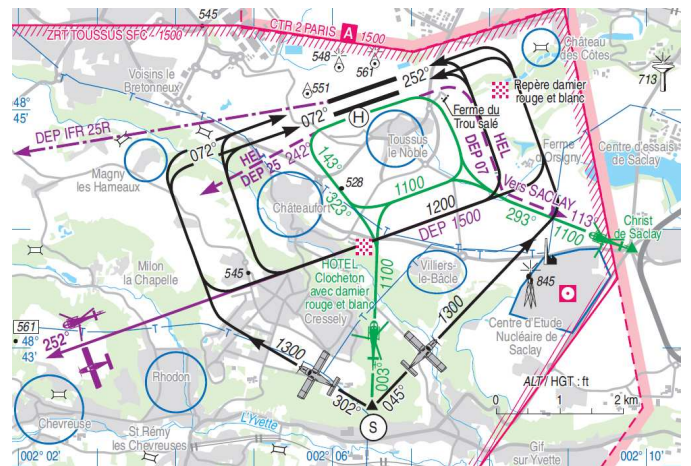 545
ZRT TOUSSUS SFC - 1500
CTR 2 PARIS A 1500
Château
des Côtes
Voisins le
Bretonneux
548
561
551
713
48°
45'
252°
072°
Repère damier
rouge et blanc
DEP IFR 25R
072°
H
Ferme du
Trou salé
HEL
DEP 07
Toussus
le Noble
HEL 242°
DEP 25
143°
323°
Ferme
d'Orsigny
Centre d'essais
de Saclay
Magny
les Hameaux
528
1100
Vers SACLAY
113°
Châteaufort
1200
DEP 1500
293°
1100
Christ
de Saclay
545
Milon
la Chapelle
HOTEL
Clocheton
avec damier
rouge et blanc
Cressely
1100
Villiers-
le-Bâcle
845
561
48°
43'
252°
1300
1300
Centre d'Etude
Nucléaire de
Saclay
Rhodon
003°
ALT / HGT : ft
302°
045°
0
1
2 km
Chevreuse
St Rémy
les Chevreuses
L'Yvette
S
Gif
sur Yvette
002° 02'
002° 06'
002° 10'